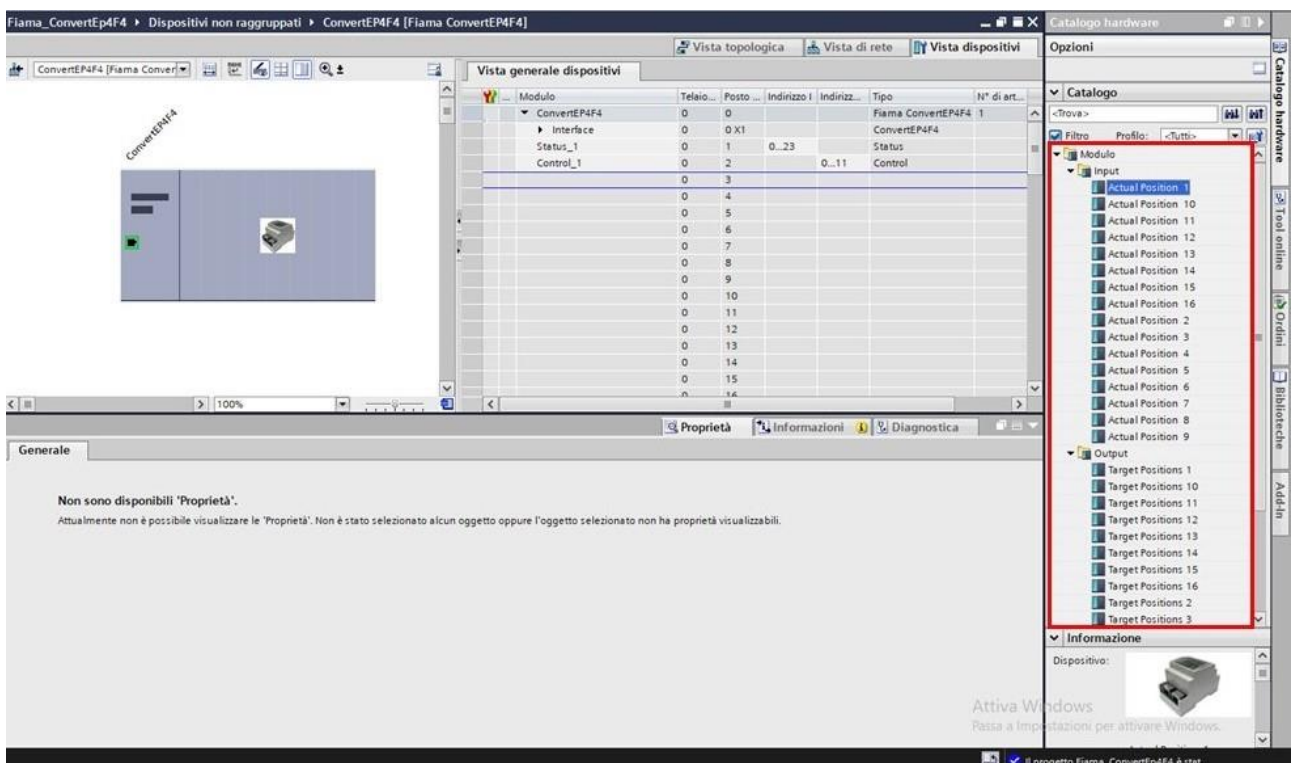 Fiama_ConvertEp4F4 ▸ Dispositivi non raggruppati ▸ ConvertEP4F4 [Fiama ConvertEP4F4]
Vista topologica Vista di rete Vista dispositivi
ConvertEP4F4 [Fiama Conver
ConvertEP4F4
100%
Vista generale dispositivi
... Modulo Telaio... Posto ... Indirizzo I Indirizz... Tipo N° di art...
ConvertEP4F4 0 0 Fiama ConvertEP4F4 1
Interface 0 0 X1 ConvertEP4F4
Status_1 0 1 0...23 Status
Control_1 0 2 0...11 Control
0 3
0 4
0 5
0 6
0 7
0 8
0 9
0 10
0 11
0 12
0 13
0 14
0 15
0 16
Proprietà Informazioni Diagnostica
Generale
Non sono disponibili 'Proprietà'.
Attualmente non è possibile visualizzare le 'Proprietà'. Non è stato selezionato alcun oggetto oppure l'oggetto selezionato non ha proprietà visualizzabili.
Catalogo hardware
Opzioni
Catalogo
<Trova>
Filtro Profilo: <Tutti>
Modulo
Input
Actual Position 1
Actual Position 10
Actual Position 11
Actual Position 12
Actual Position 13
Actual Position 14
Actual Position 15
Actual Position 16
Actual Position 2
Actual Position 3
Actual Position 4
Actual Position 5
Actual Position 6
Actual Position 7
Actual Position 8
Actual Position 9
Output
Target Positions 1
Target Positions 10
Target Positions 11
Target Positions 12
Target Positions 13
Target Positions 14
Target Positions 15
Target Positions 16
Target Positions 2
Target Positions 3
Informazione
Dispositivo:
Catalogo hardware
Tool online
Ordini
Biblioteche
Add-In
Attiva Windows
Passa a Impostazioni per attivare Windows.
Il progetto Fiama_ConvertEp4F4 è stat